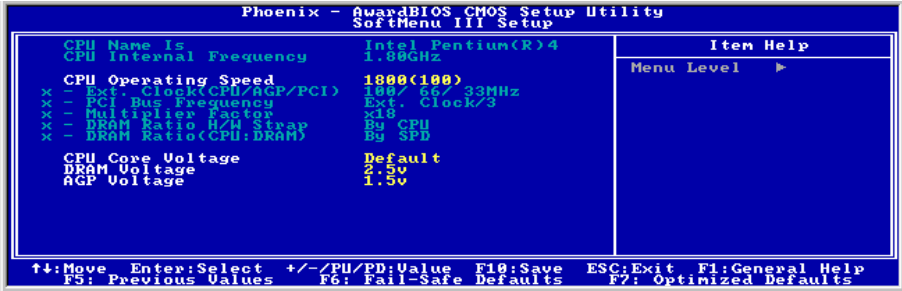 Phoenix - AwardBIOS CMOS Setup Utility
SoftMenu III Setup
CPU Name Is Intel Pentium(R)4
CPU Internal Frequency 1.80GHz
CPU Operating Speed 1800(100)
x - Ext. Clock(CPU/AGP/PCI) 100/ 66/ 33MHz
x - PCI Bus Frequency Ext. Clock/3
x - Multiplier Factor x18
x - DRAM Ratio H/W Strap By CPU
x - DRAM Ratio(CPU:DRAM) By SPD
CPU Core Voltage Default
DRAM Voltage 2.5v
AGP Voltage 1.5v
Item Help
Menu Level ►
↑↓:Move Enter:Select +/-/PU/PD:Value F10:Save ESC:Exit F1:General Help
F5: Previous Values F6: Fail-Safe Defaults F7: Optimized Defaults